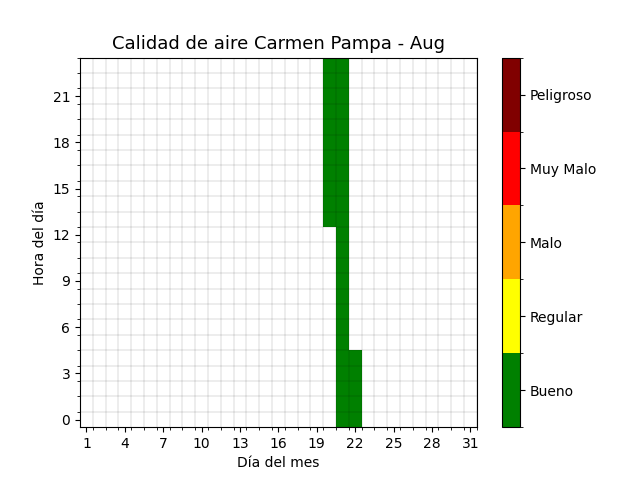 Calidad de aire Carmen Pampa - Aug
Hora del día
21
18
15
12
9
6
3
0
1 4 7 10 13 16 19 22 25 28 31
Día del mes
Peligroso
Muy Malo
Malo
Regular
Bueno